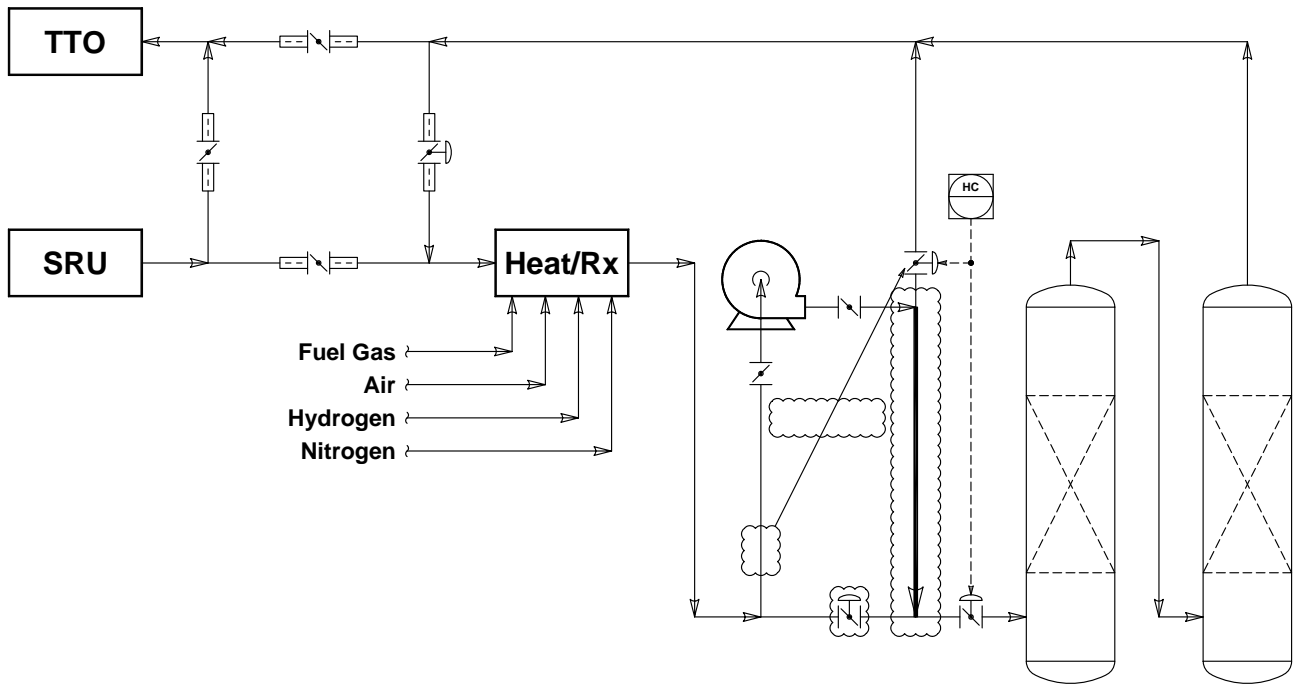 TTO
HC
SRU
Heat/Rx
Fuel Gas
Air
Hydrogen
Nitrogen